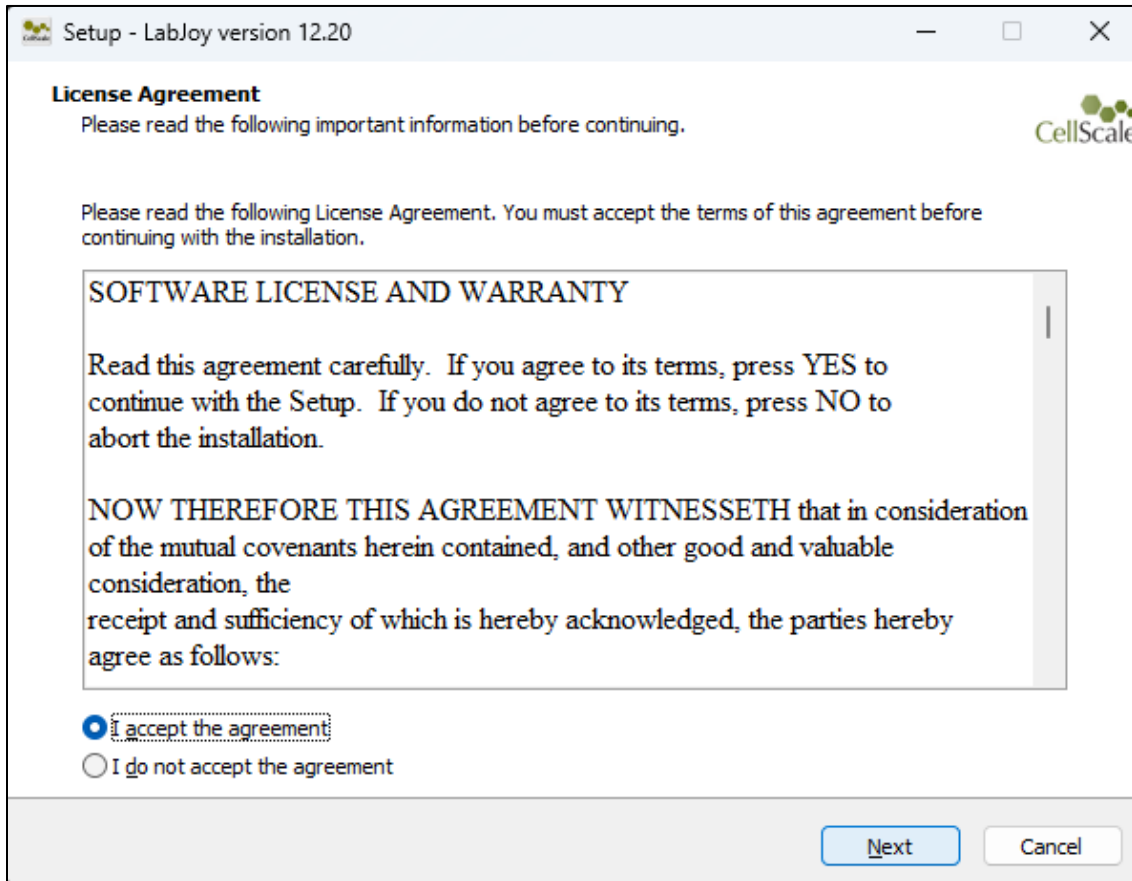 Setup - LabJoy version 12.20
License Agreement
Please read the following important information before continuing.
CellScale
Please read the following License Agreement. You must accept the terms of this agreement before
continuing with the installation.
SOFTWARE LICENSE AND WARRANTY
Read this agreement carefully.  If you agree to its terms, press YES to
continue with the Setup.  If you do not agree to its terms, press NO to
abort the installation.
NOW THEREFORE THIS AGREEMENT WITNESSETH that in consideration
of the mutual covenants herein contained, and other good and valuable
consideration, the
receipt and sufficiency of which is hereby acknowledged, the parties hereby
agree as follows:
I accept the agreement
I do not accept the agreement
Next
Cancel